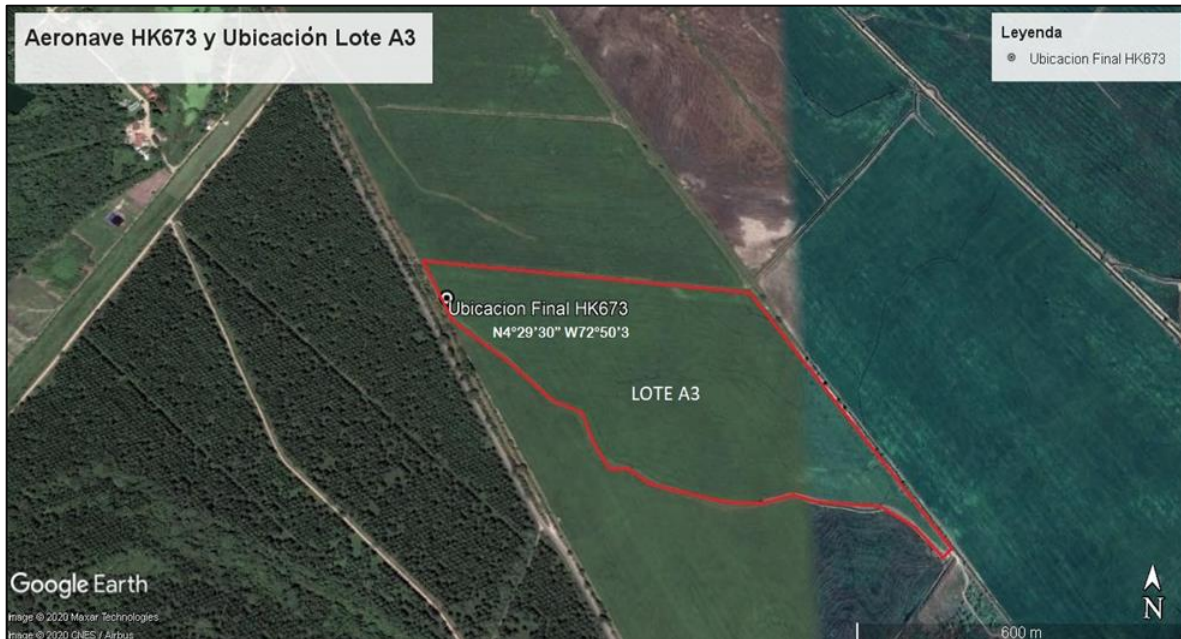 Aeronave HK673 y Ubicación Lote A3
Leyenda
Ubicacion Final HK673
Ubicacion Final HK673
N4°29'30" W72°50'3
LOTE A3
Google Earth
Image © 2020 Maxar Technologies
Image © 2020 CNES / Airbus
N
600 m